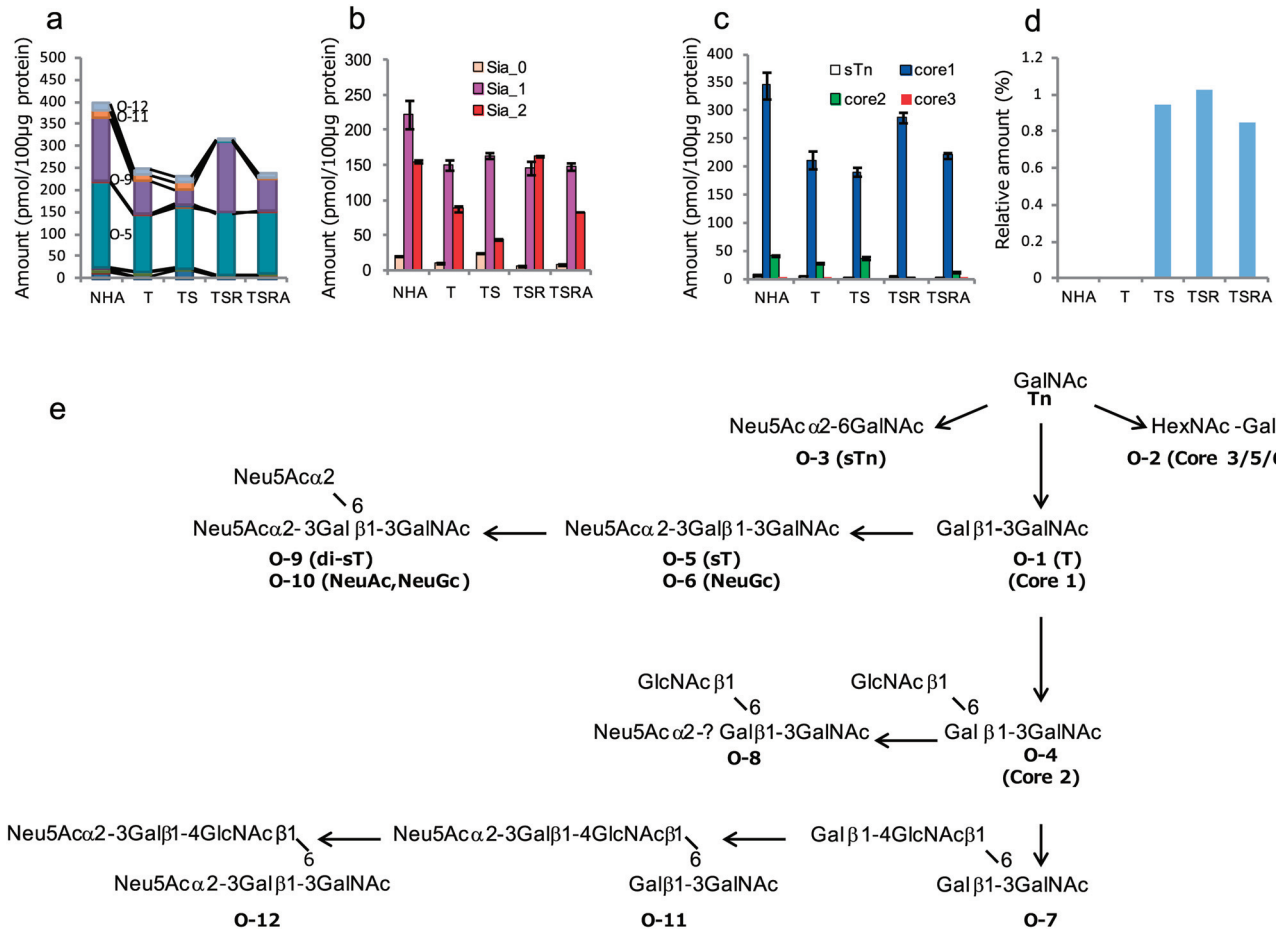 a
Amount (pmol/100µg protein)
500
450
400
350
300
250
200
150
100
50
0
O-12
O-11
O-9
O-5
NHA T TS TSR TSRA
b
Amount (pmol/100µg protein)
300
250
200
150
100
50
0
Sia_0
Sia_1
Sia_2
NHA T TS TSR TSRA
c
Amount (pmol/100µg protein)
400
350
300
250
200
150
100
50
0
sTn core1
core2 core3
NHA T TS TSR TSRA
d
Relative amount (%)
1.2
1
0.8
0.6
0.4
0.2
0
NHA T TS TSR TSRA
e
GalNAc
Tn
Neu5Acα2-6GalNAc
O-3 (sTn)
HexNAc-Gal
O-2 (Core 3/5/6
Neu5Acα2
6
Neu5Acα2-3Galβ1-3GalNAc
O-9 (di-sT)
O-10 (NeuAc,NeuGc)
Neu5Acα2-3Galβ1-3GalNAc
O-5 (sT)
O-6 (NeuGc)
Galβ1-3GalNAc
O-1 (T)
(Core 1)
GlcNAcβ1
6
Neu5Acα2-? Galβ1-3GalNAc
O-8
GlcNAcβ1
6
Galβ1-3GalNAc
O-4
(Core 2)
Neu5Acα2-3Galβ1-4GlcNAcβ1
6
Neu5Acα2-3Galβ1-3GalNAc
O-12
Neu5Acα2-3Galβ1-4GlcNAcβ1
6
Galβ1-3GalNAc
O-11
Galβ1-4GlcNAcβ1
6
Galβ1-3GalNAc
O-7